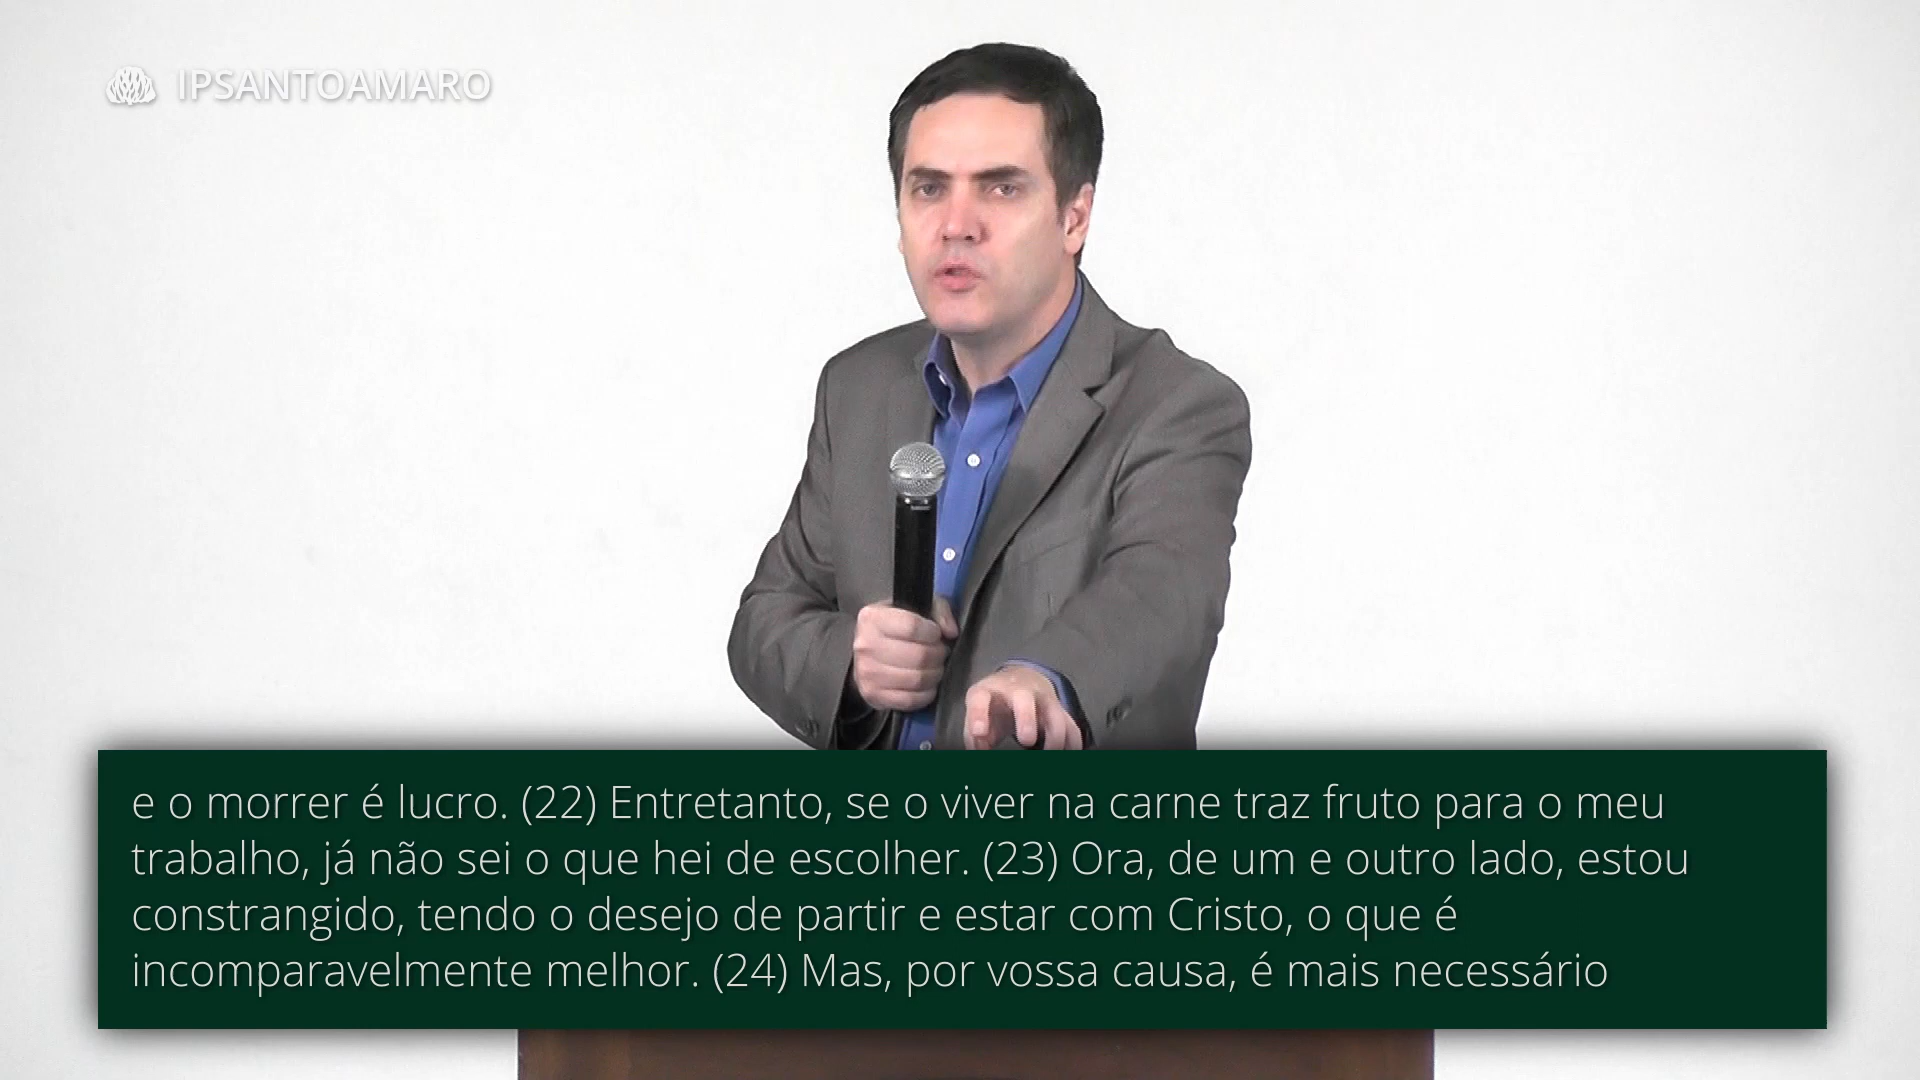 IPSANTOAMARO
e o morrer é lucro. (22) Entretanto, se o viver na carne traz fruto para o meu
trabalho, já não sei o que hei de escolher. (23) Ora, de um e outro lado, estou
constrangido, tendo o desejo de partir e estar com Cristo, o que é
incomparavelmente melhor. (24) Mas, por vossa causa, é mais necessário